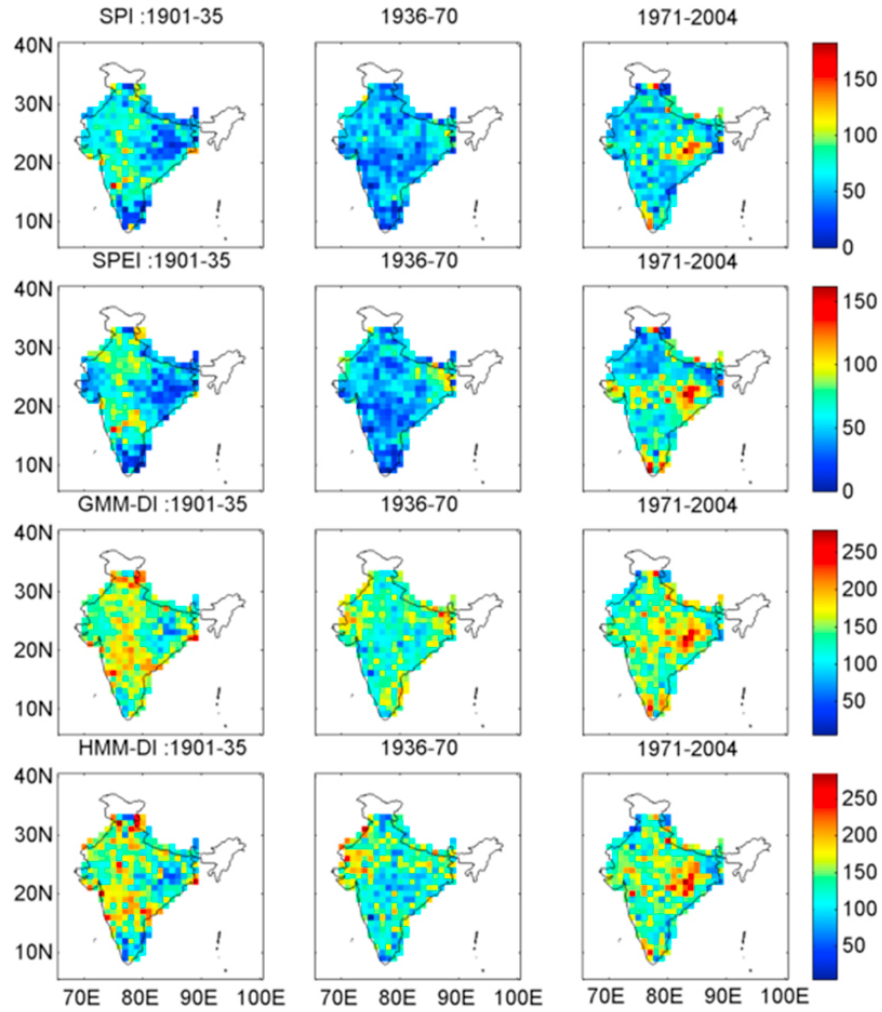 SPI :1901-35 1936-70 1971-2004
40N
30N
20N
10N
150
100
50
0
SPEI :1901-35 1936-70 1971-2004
40N
30N
20N
10N
150
100
50
0
GMM-DI :1901-35 1936-70 1971-2004
40N
30N
20N
10N
250
200
150
100
50
HMM-DI :1901-35 1936-70 1971-2004
40N
30N
20N
10N
250
200
150
100
50
70E 80E 90E 100E 70E 80E 90E 100E 70E 80E 90E 100E